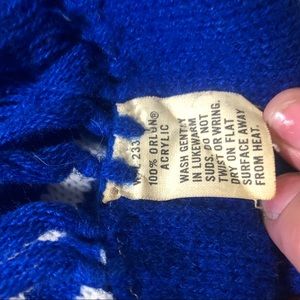 233
100% ORLON®
ACRYLIC
WASH GENTLY
IN LUKEWARM
SUDS. DO NOT
TWIST OR WRING.
DRY ON FLAT
SURFACE AWAY
FROM HEAT.